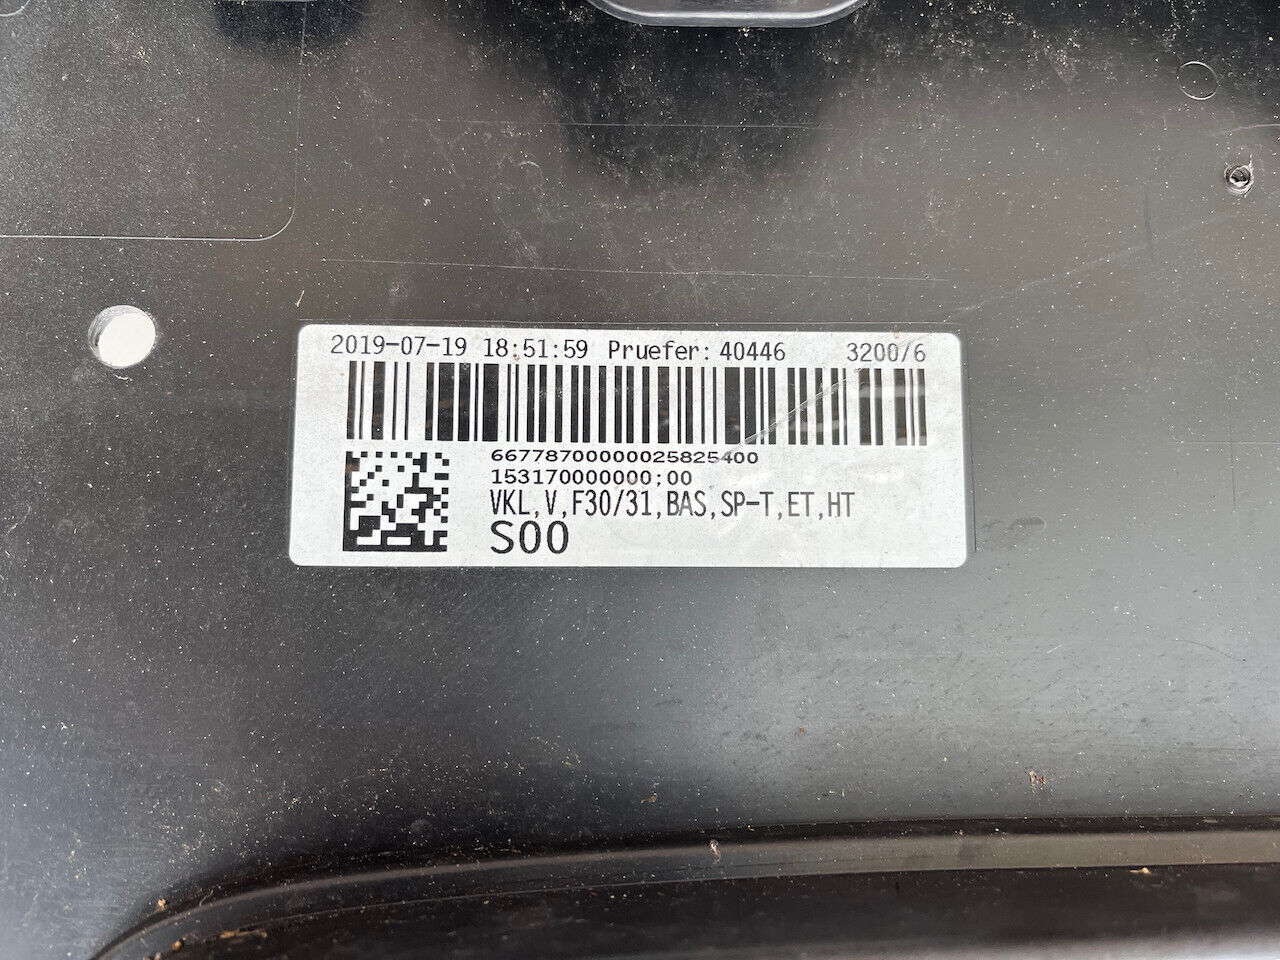 2019-07-19 18:51:59 Pruefer: 40446 3200/6
66778700000025825400
153170000000;00
VKL,V,F30/31,BAS,SP-T,ET,HT
S00